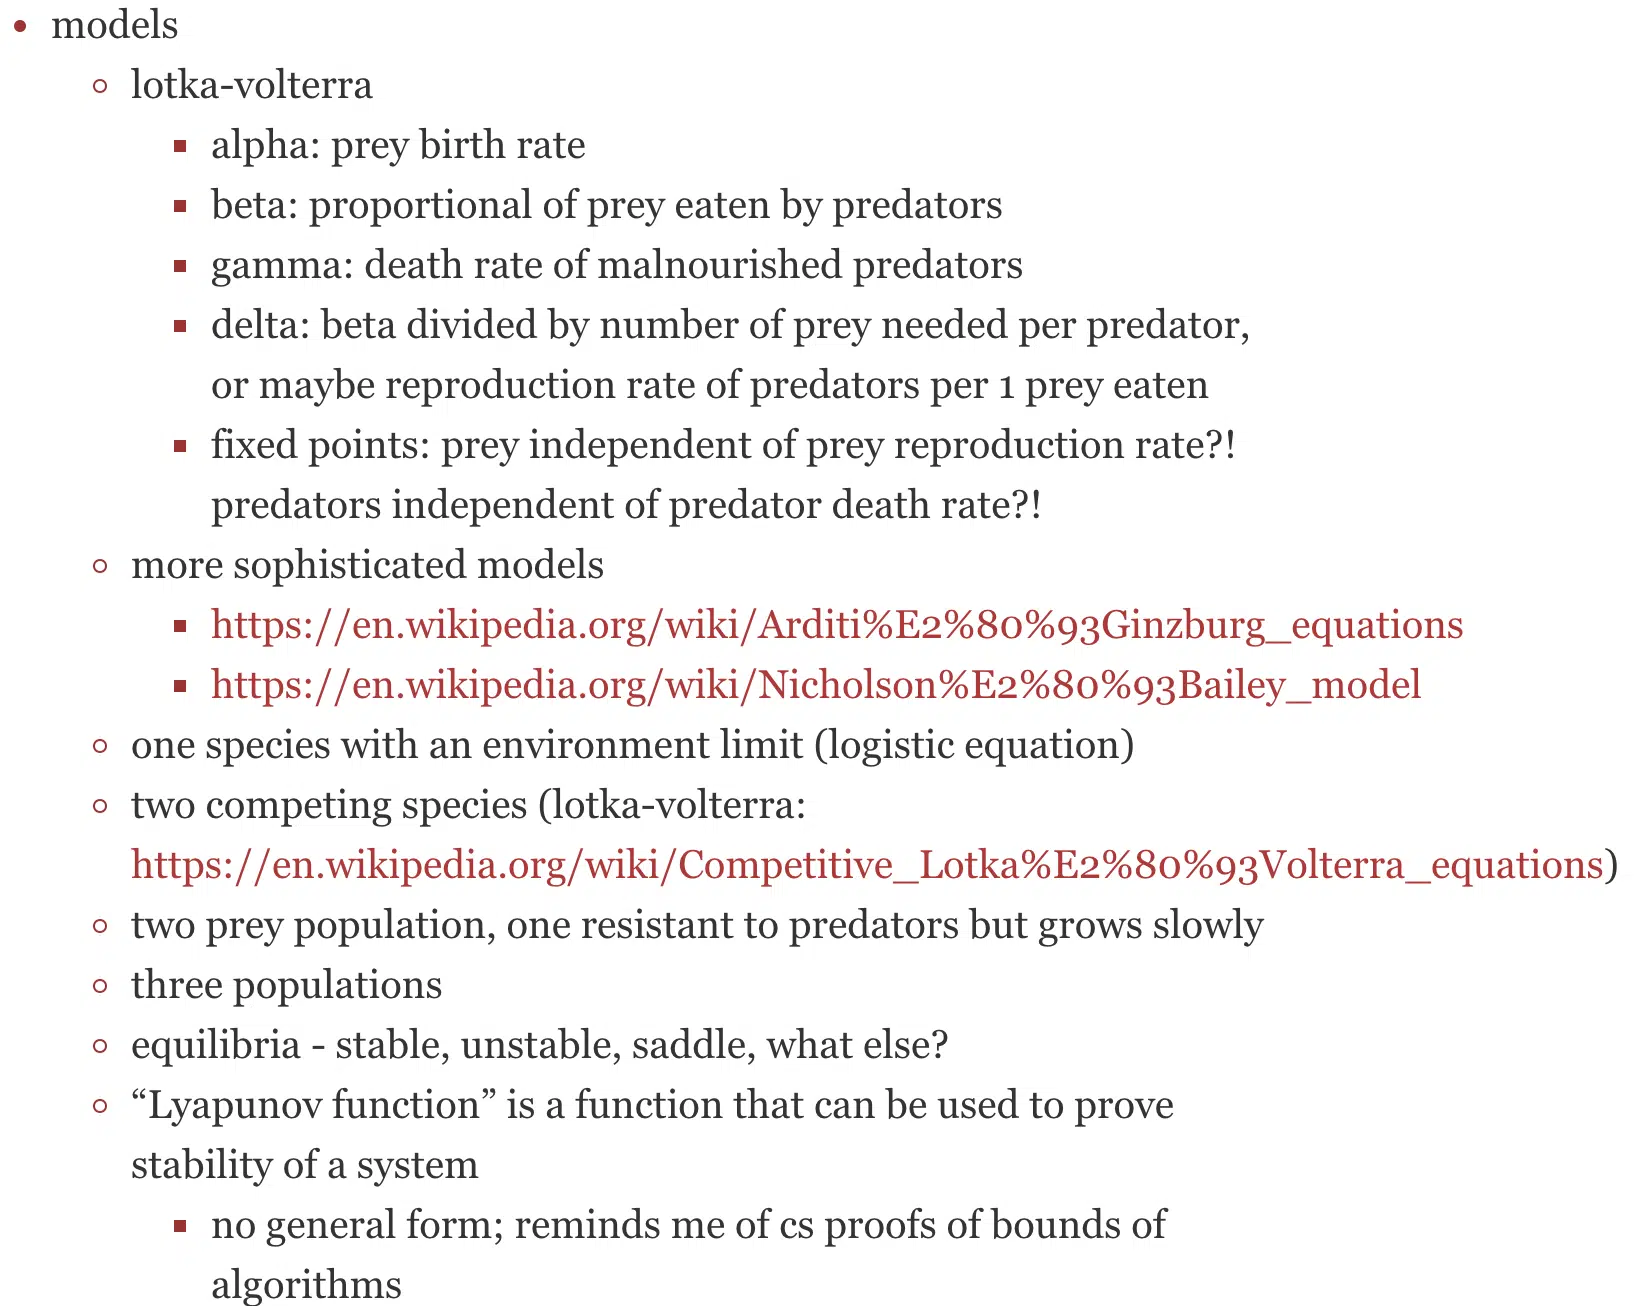 models
lotka-volterra
alpha: prey birth rate
beta: proportional of prey eaten by predators
gamma: death rate of malnourished predators
delta: beta divided by number of prey needed per predator,
or maybe reproduction rate of predators per 1 prey eaten
fixed points: prey independent of prey reproduction rate?!
predators independent of predator death rate?!
more sophisticated models
https://en.wikipedia.org/wiki/Arditi%E2%80%93Ginzburg_equations
https://en.wikipedia.org/wiki/Nicholson%E2%80%93Bailey_model
one species with an environment limit (logistic equation)
two competing species (lotka-volterra:
https://en.wikipedia.org/wiki/Competitive_Lotka%E2%80%93Volterra_equations)
two prey population, one resistant to predators but grows slowly
three populations
equilibria - stable, unstable, saddle, what else?
“Lyapunov function” is a function that can be used to prove
stability of a system
no general form; reminds me of cs proofs of bounds of
algorithms